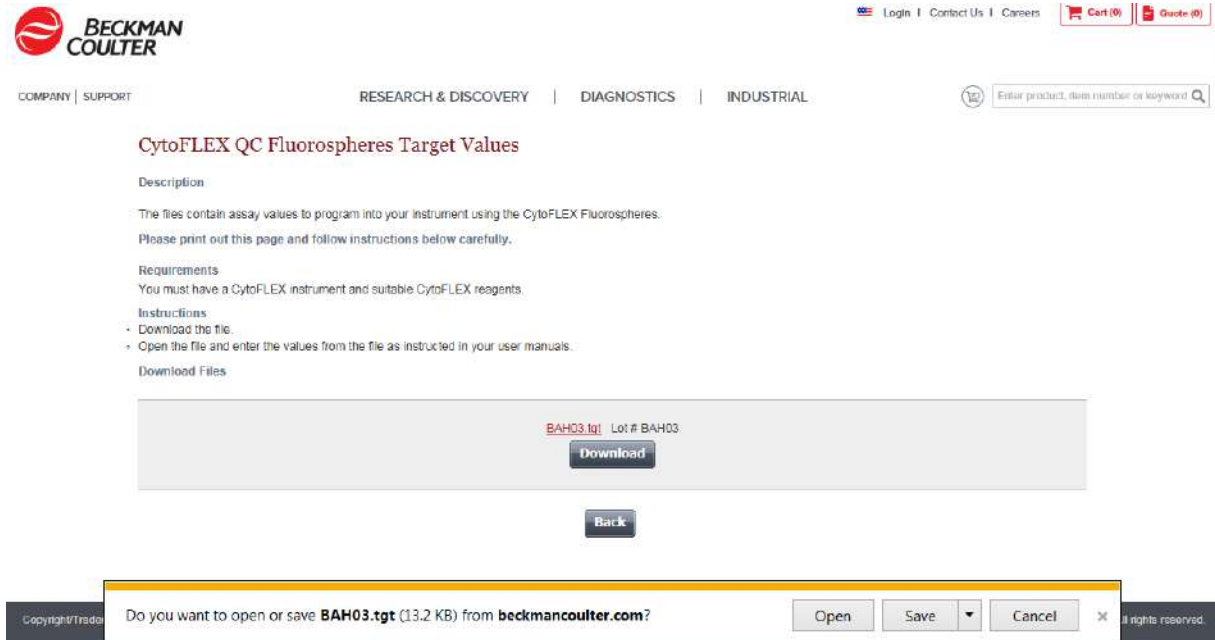 BECKMAN
COULTER
Login | Contact Us | Careers
Cart (0)
Quote (0)
COMPANY | SUPPORT
RESEARCH & DISCOVERY | DIAGNOSTICS | INDUSTRIAL
Enter product, item number or keyword
CytoFLEX QC Fluorospheres Target Values
Description
The files contain assay values to program into your instrument using the CytoFLEX Fluorospheres.
Please print out this page and follow instructions below carefully.
Requirements
You must have a CytoFLEX instrument and suitable CytoFLEX reagents.
Instructions
• Download the file.
• Open the file and enter the values from the file as instructed in your user manuals.
Download Files
BAH03.tgt Lot # BAH03
Download
Back
Do you want to open or save BAH03.tgt (13.2 KB) from beckmancoulter.com?
Open
Save
Cancel
Copyright/Trade
ll rights reserved.